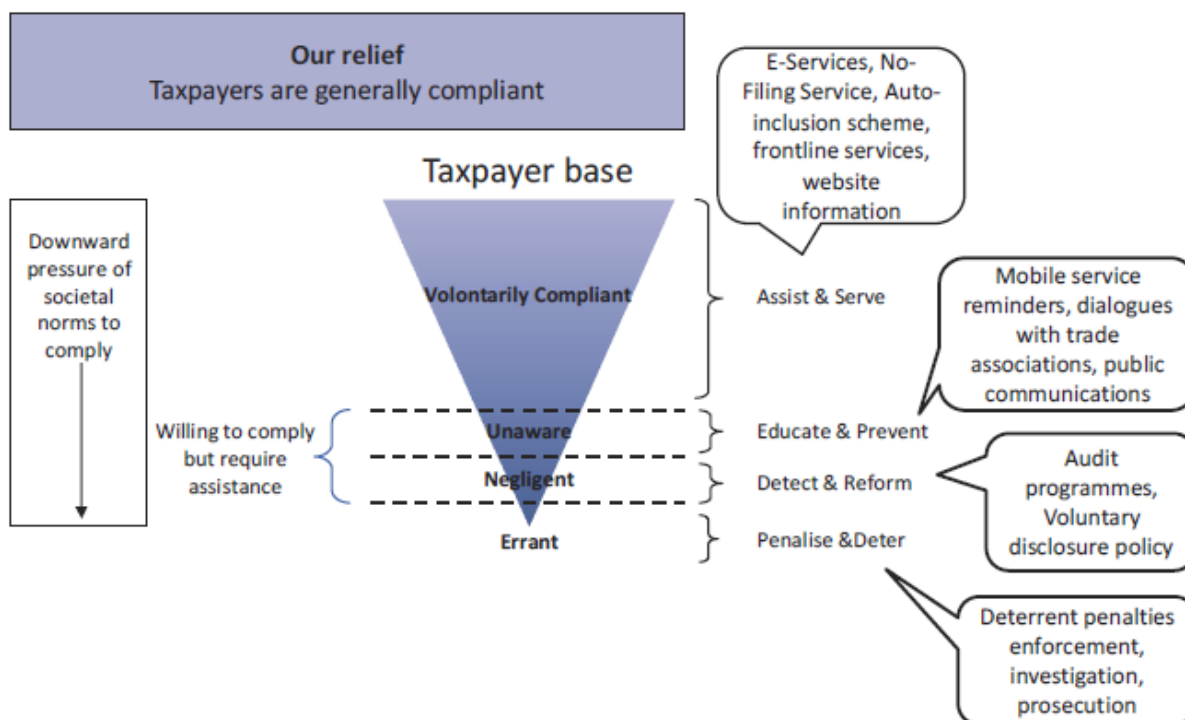 Our relief
Taxpayers are generally compliant
E-Services, No-
Filing Service, Auto-
inclusion scheme,
frontline services,
website
information
Taxpayer base
Downward
pressure of
societal
norms to
comply
Volontarily Compliant
Assist & Serve
Mobile service
reminders, dialogues
with trade
associations, public
communications
Willing to comply
but require
assistance
Unaware
Educate & Prevent
Negligent
Detect & Reform
Audit
programmes,
Voluntary
disclosure policy
Errant
Penalise &Deter
Deterrent penalties
enforcement,
investigation,
prosecution